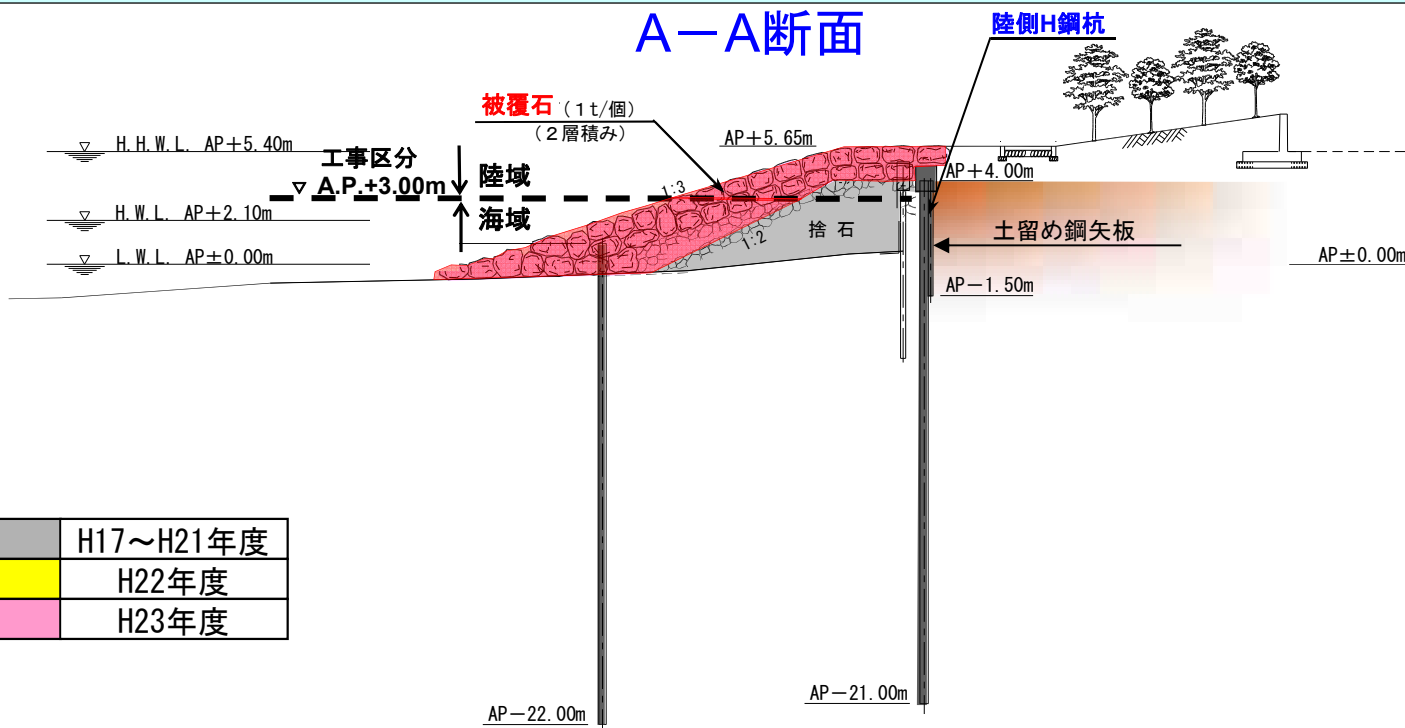 A－A断面
陸側H鋼杭
被覆石（1t/個）
（２層積み）
H.H.W.L. AP＋5.40m
AP＋5.65m
工事区分
A.P.+3.00m
陸域
海域
AP＋4.00m
1:3
H.W.L. AP＋2.10m
捨石
1:2
土留め鋼矢板
L.W.L. AP±0.00m
AP±0.00m
AP－1.50m
H17～H21年度
H22年度
H23年度
AP－21.00m
AP－22.00m